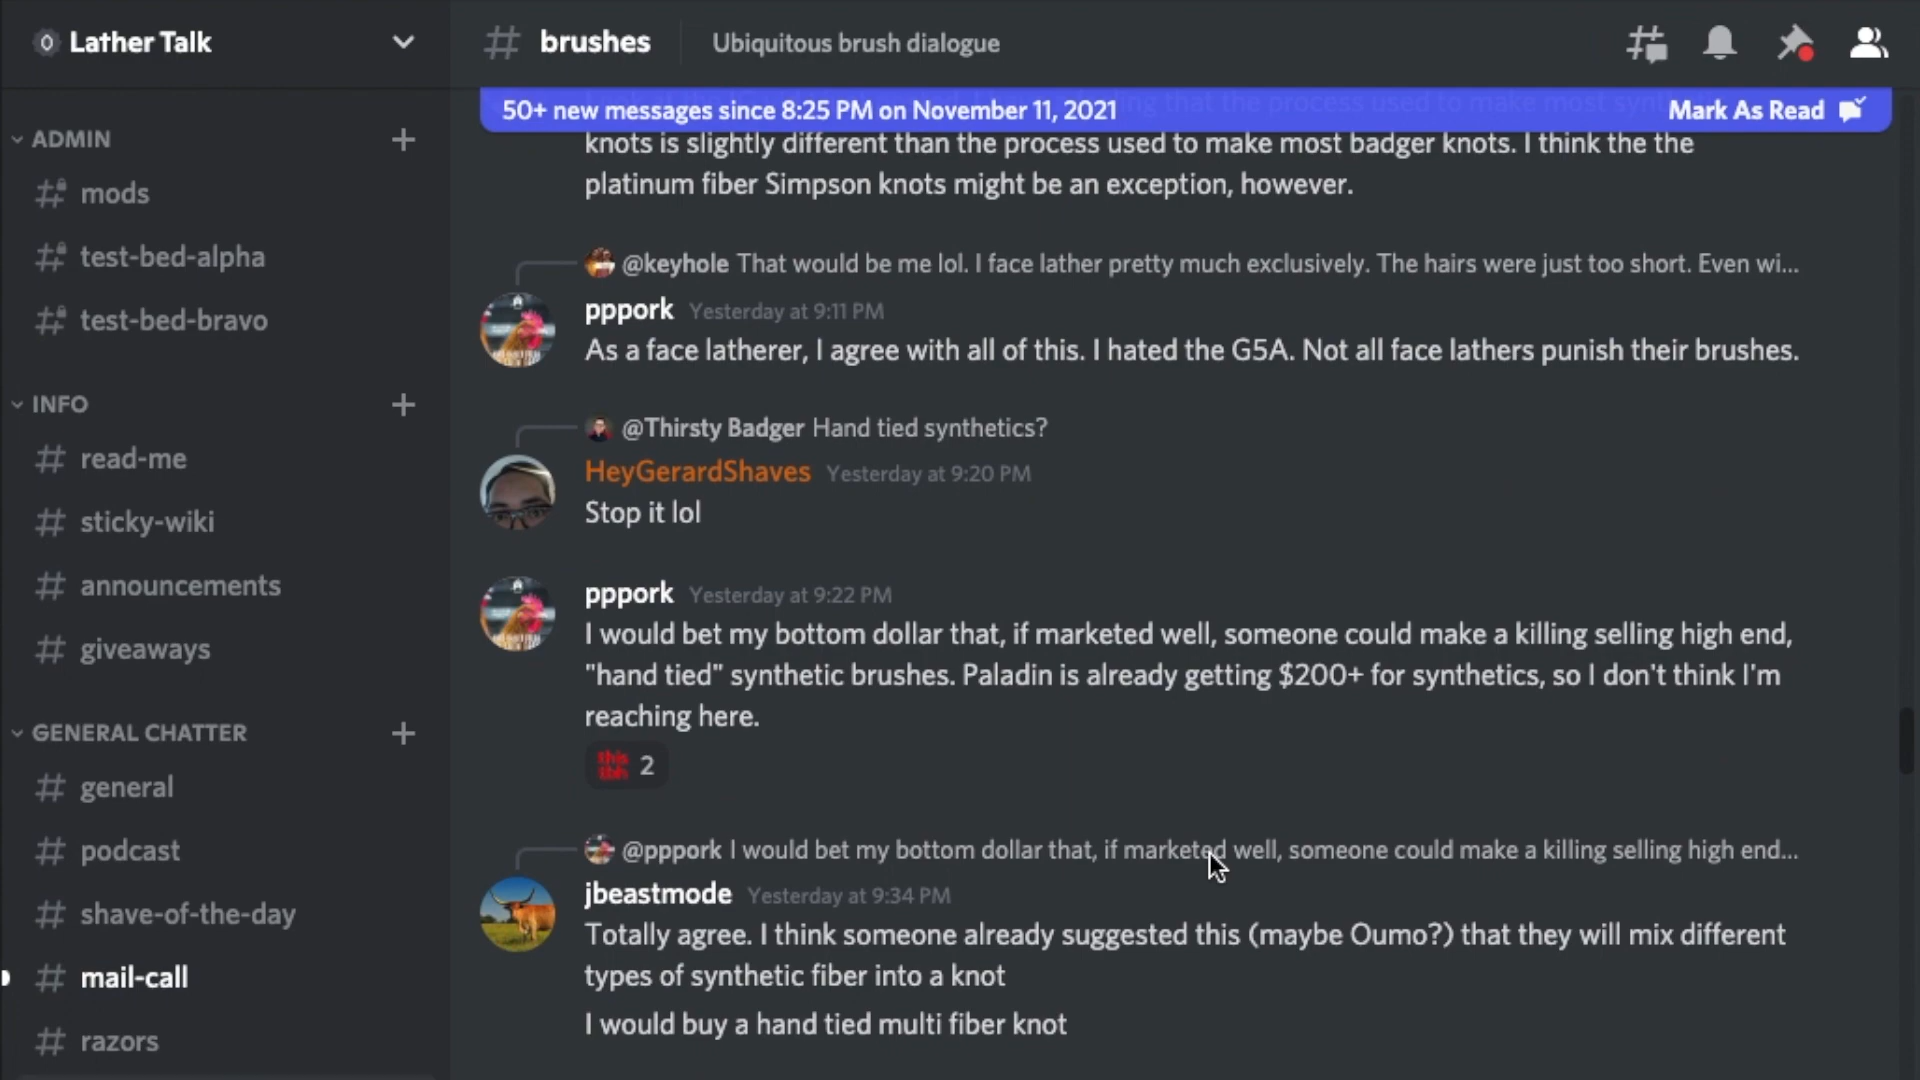 Lather Talk
ADMIN
mods
test-bed-alpha
test-bed-bravo
INFO
read-me
sticky-wiki
announcements
giveaways
GENERAL CHATTER
general
podcast
shave-of-the-day
mail-call
razors
brushes
Ubiquitous brush dialogue
50+ new messages since 8:25 PM on November 11, 2021
Mark As Read
that the process used to make most
knots is slightly different than the process used to make most badger knots. I think the the
platinum fiber Simpson knots might be an exception, however.
@keyhole That would be me lol. I face lather pretty much exclusively. The hairs were just too short. Even wi...
pppork Yesterday at 9:11 PM
As a face latherer, I agree with all of this. I hated the G5A. Not all face lathers punish their brushes.
@Thirsty Badger Hand tied synthetics?
HeyGerardShaves Yesterday at 9:20 PM
Stop it lol
pppork Yesterday at 9:22 PM
I would bet my bottom dollar that, if marketed well, someone could make a killing selling high end,
"hand tied" synthetic brushes. Paladin is already getting $200+ for synthetics, so I don't think I'm
reaching here.
this
tbh
2
@pppork I would bet my bottom dollar that, if marketed well, someone could make a killing selling high end...
jbeastmode Yesterday at 9:34 PM
Totally agree. I think someone already suggested this (maybe Oumo?) that they will mix different
types of synthetic fiber into a knot
I would buy a hand tied multi fiber knot